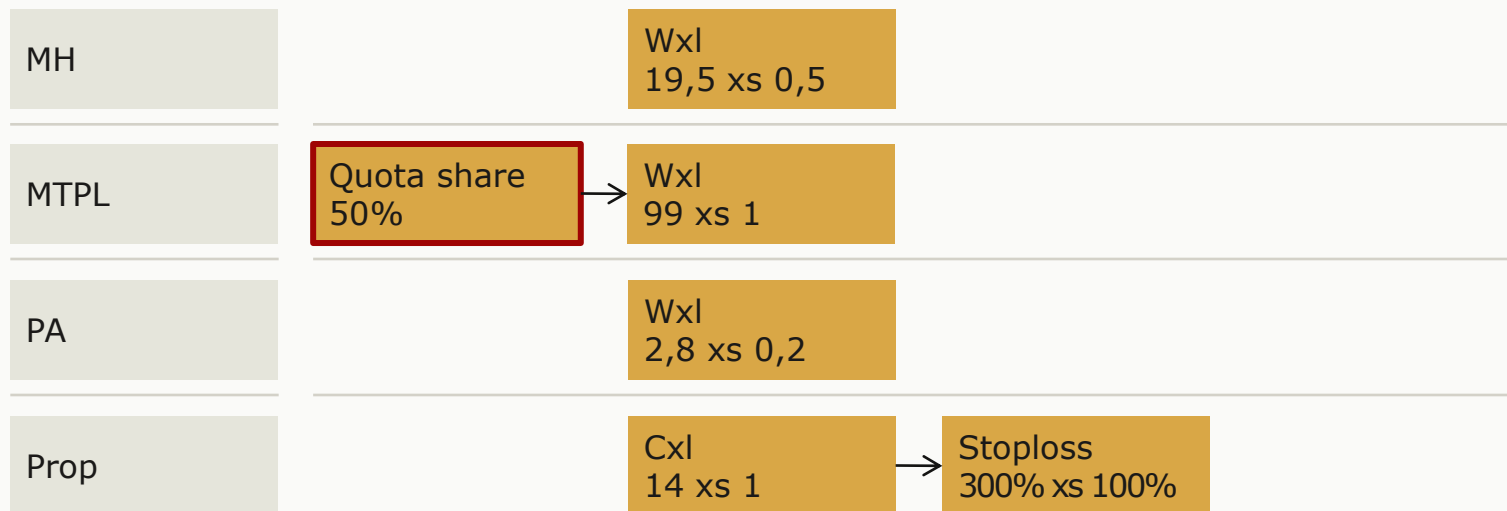 MH
Wxl
19,5 xs 0,5
MTPL
Quota share
50%
Wxl
99 xs 1
PA
Wxl
2,8 xs 0,2
Prop
Cxl
14 xs 1
Stoploss
300% xs 100%